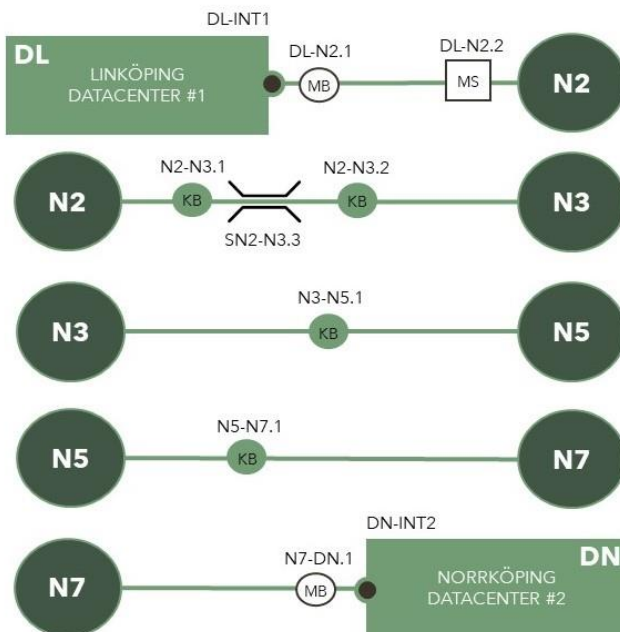 DL-INT1
DL
LINKÖPING
DATACENTER #1
DL-N2.1
MB
DL-N2.2
MS
N2
N2
N2-N3.1
KB
SN2-N3.3
N2-N3.2
KB
N3
N3
N3-N5.1
KB
N5
N5
N5-N7.1
KB
N7
N7
N7-DN.1
MB
DN-INT2
DN
NORRKÖPING
DATACENTER #2